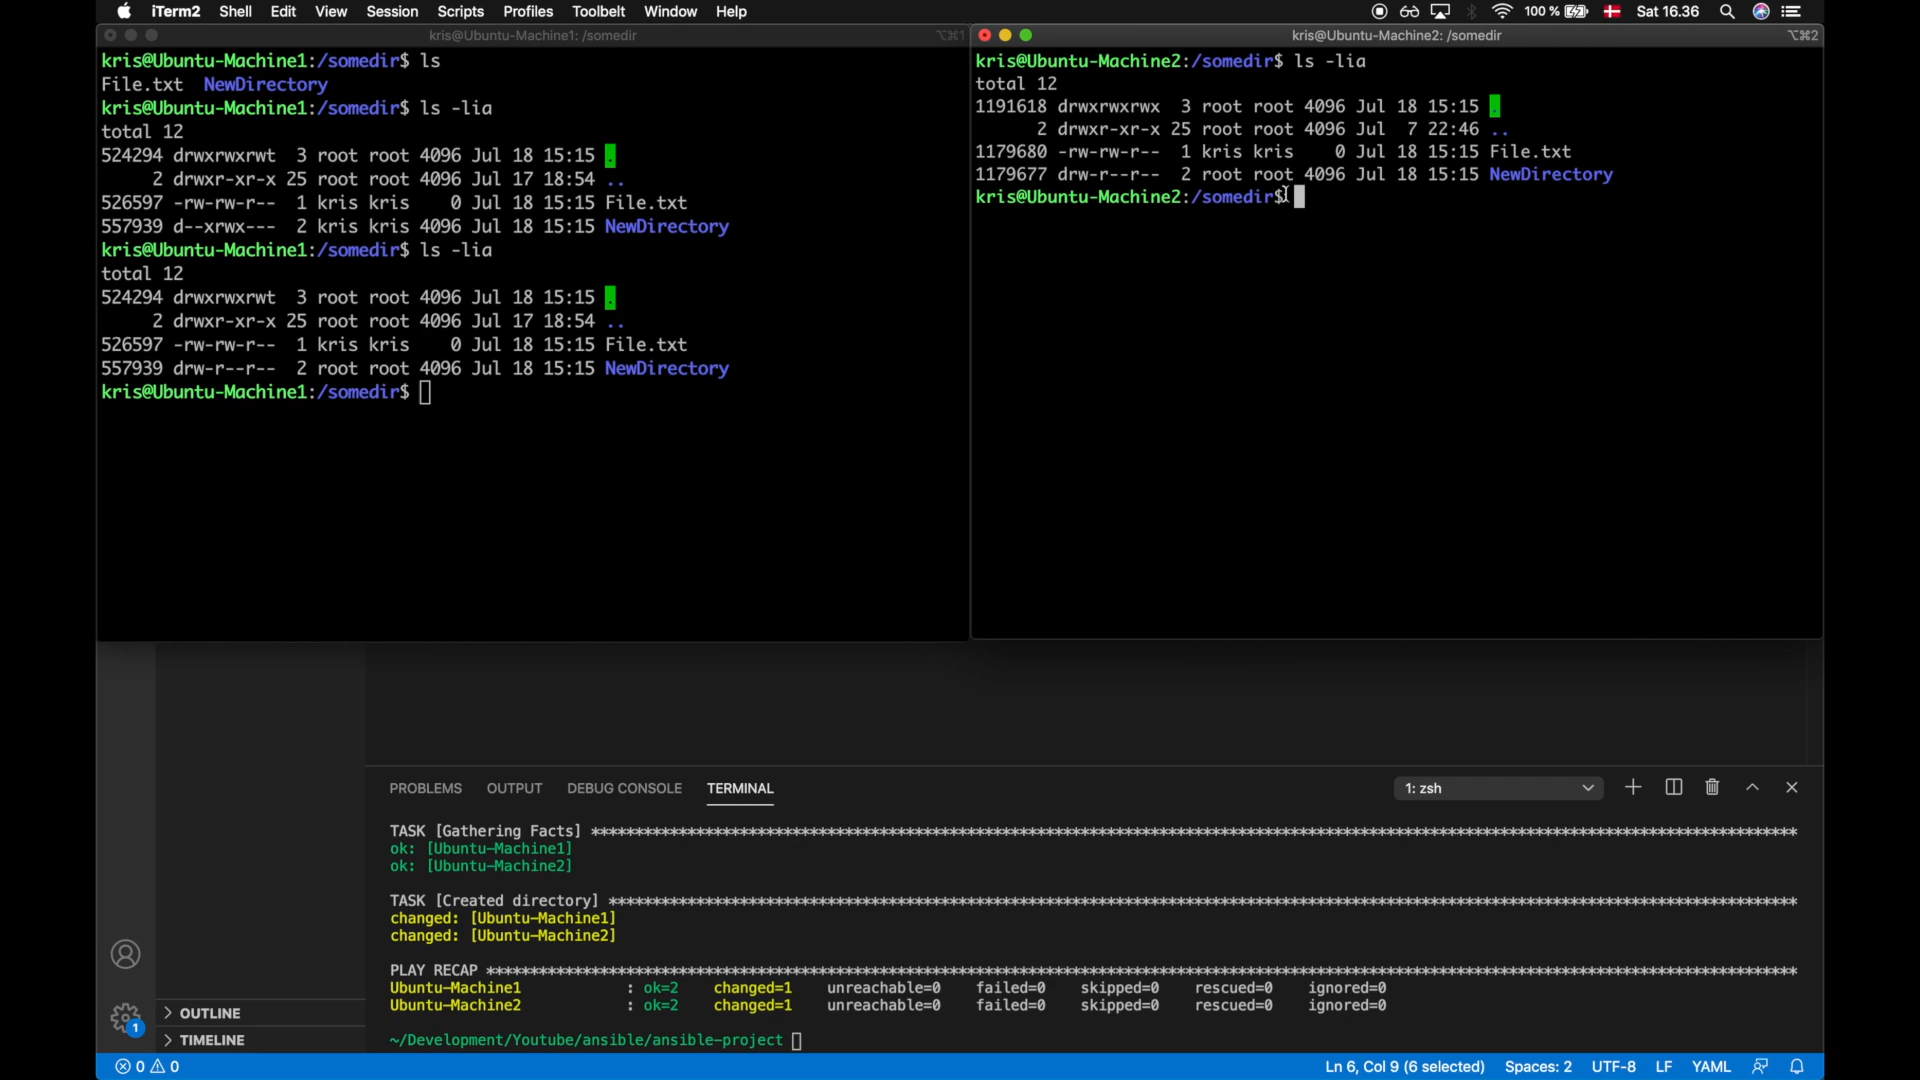 iTerm2 Shell Edit View Session Scripts Profiles Toolbelt Window Help 100 % Sat 16.36
kris@Ubuntu-Machine1: /somedir ⌥⌘1
kris@Ubuntu-Machine1:/somedir$ ls
File.txt NewDirectory
kris@Ubuntu-Machine1:/somedir$ ls -lia
total 12
524294 drwxrwxrwt 3 root root 4096 Jul 18 15:15 .
2 drwxr-xr-x 25 root root 4096 Jul 17 18:54 ..
526597 -rw-rw-r-- 1 kris kris 0 Jul 18 15:15 File.txt
557939 d--xrwx--- 2 kris kris 4096 Jul 18 15:15 NewDirectory
kris@Ubuntu-Machine1:/somedir$ ls -lia
total 12
524294 drwxrwxrwt 3 root root 4096 Jul 18 15:15 .
2 drwxr-xr-x 25 root root 4096 Jul 17 18:54 ..
526597 -rw-rw-r-- 1 kris kris 0 Jul 18 15:15 File.txt
557939 drw-r--r-- 2 root root 4096 Jul 18 15:15 NewDirectory
kris@Ubuntu-Machine1:/somedir$
kris@Ubuntu-Machine2: /somedir ⌥⌘2
kris@Ubuntu-Machine2:/somedir$ ls -lia
total 12
1191618 drwxrwxrwx 3 root root 4096 Jul 18 15:15 .
2 drwxr-xr-x 25 root root 4096 Jul 7 22:46 ..
1179680 -rw-rw-r-- 1 kris kris 0 Jul 18 15:15 File.txt
1179677 drw-r--r-- 2 root root 4096 Jul 18 15:15 NewDirectory
kris@Ubuntu-Machine2:/somedir$
PROBLEMS OUTPUT DEBUG CONSOLE TERMINAL 1: zsh
TASK [Gathering Facts] ****************************************************************************************************
ok: [Ubuntu-Machine1]
ok: [Ubuntu-Machine2]
TASK [Created directory] **************************************************************************************************
changed: [Ubuntu-Machine1]
changed: [Ubuntu-Machine2]
PLAY RECAP ****************************************************************************************************************
Ubuntu-Machine1 : ok=2 changed=1 unreachable=0 failed=0 skipped=0 rescued=0 ignored=0
Ubuntu-Machine2 : ok=2 changed=1 unreachable=0 failed=0 skipped=0 rescued=0 ignored=0
~/Development/Youtube/ansible/ansible-project
1
OUTLINE
TIMELINE
0 0 Ln 6, Col 9 (6 selected) Spaces: 2 UTF-8 LF YAML